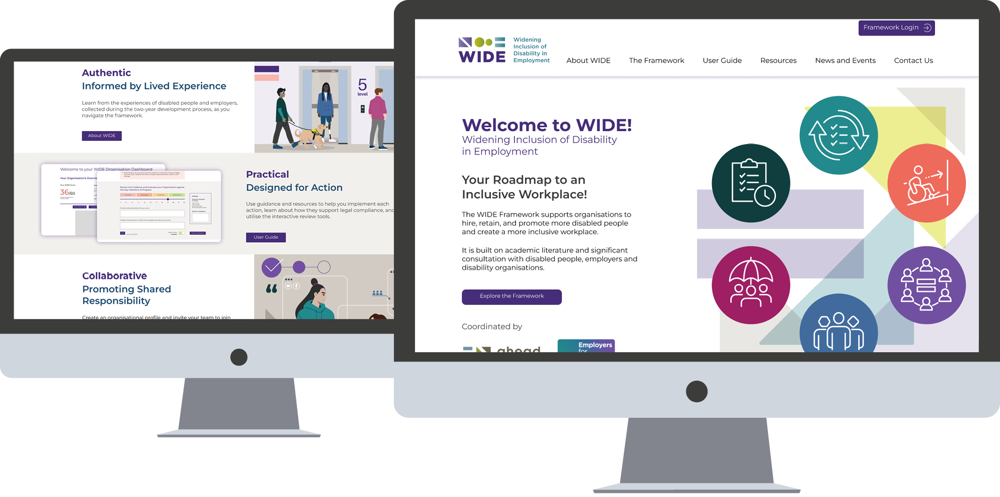 Authentic
Informed by Lived Experience
Learn from the experiences of disabled people and employers,
collected during the two-year development process, as you
navigate the framework.
About WIDE
5
level
Welcome to your WIDE Organisation Dashboard
Your Organisation's Overview
Your WIDE Score
36/60
Review the Guidance and Evaluate your Organisation against
the Key Indicators of Progress
Practical
Designed for Action
Use guidance and resources to help you implement each
action, learn about how they support legal compliance, and
utilise the interactive review tools.
User Guide
Collaborative
Promoting Shared
Responsibility
Create an organisational profile and invite your team to join
Framework Login
WIDE
Widening
Inclusion of
Disability in
Employment
About WIDE
The Framework
User Guide
Resources
News and Events
Contact Us
Welcome to WIDE!
Widening Inclusion of Disability
in Employment
Your Roadmap to an
Inclusive Workplace!
The WIDE Framework supports organisations to
hire, retain, and promote more disabled people
and create a more inclusive workplace.
It is built on academic literature and significant
consultation with disabled people, employers and
disability organisations.
Explore the Framework
Coordinated by
ahead
Employers
for